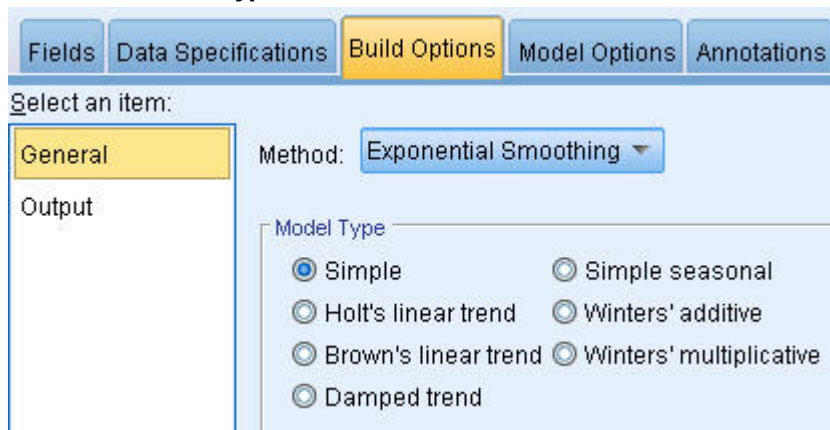 Fields Data Specifications Build Options Model Options Annotations
Select an item:
General
Output
Method: Exponential Smoothing
Model Type
Simple Simple seasonal
Holt's linear trend Winters' additive
Brown's linear trend Winters' multiplicative
Damped trend